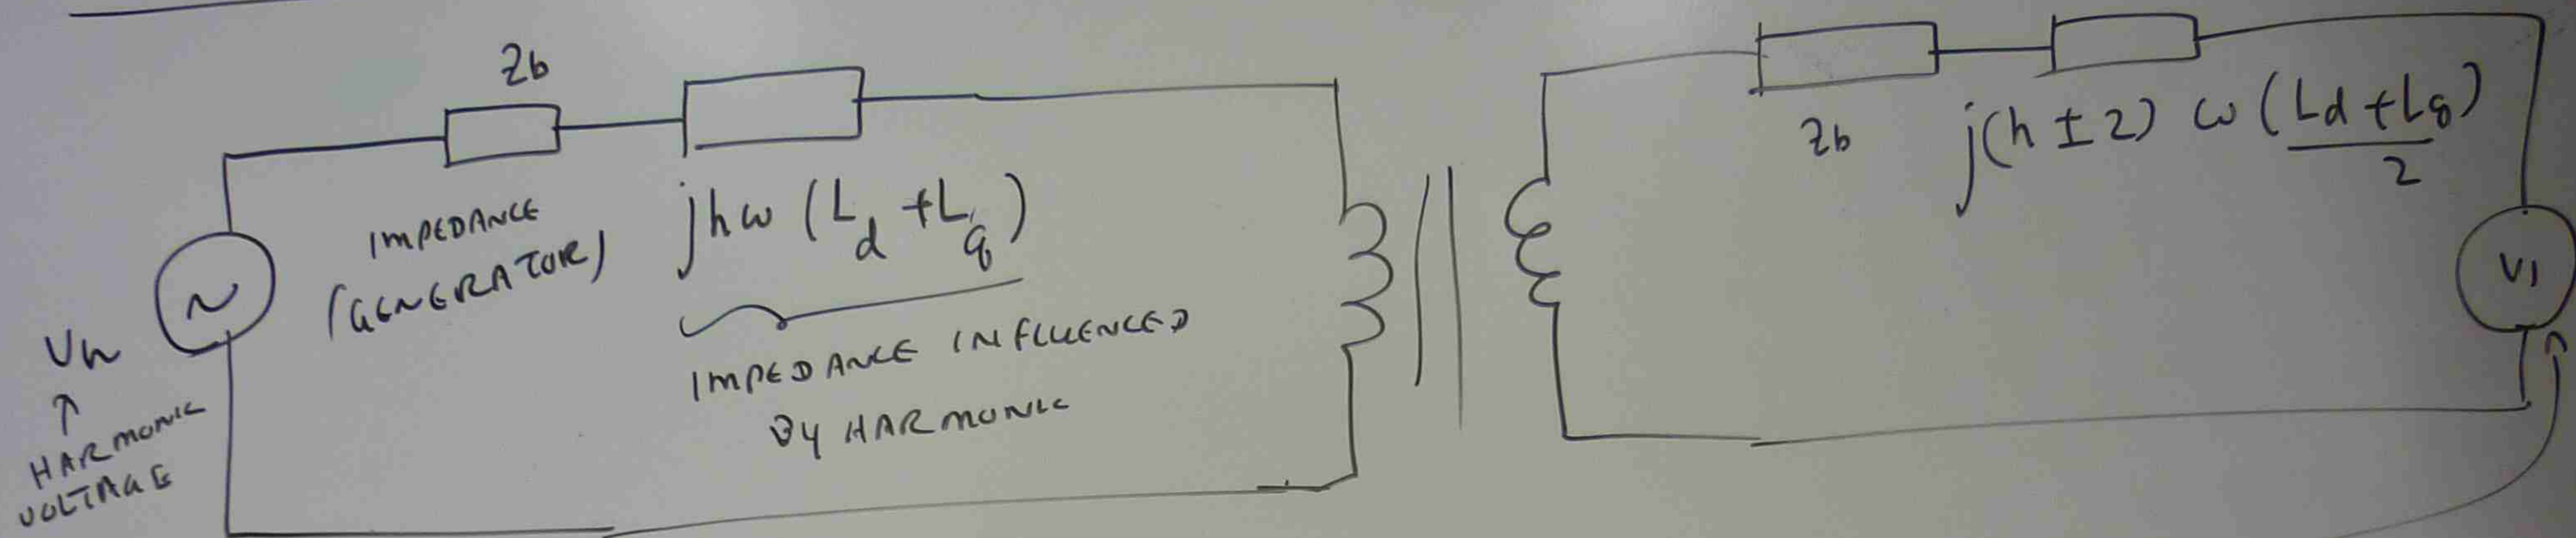 Zb
IMPEDANCE
(GENERATOR)
jhω (Ld + Lq)
IMPEDANCE INFLUENCED
BY HARMONIC
Vh
↑
HARMONIC
VOLTAGE
Zb
j(h ± 2) ω (Ld + Lq)
2
V1